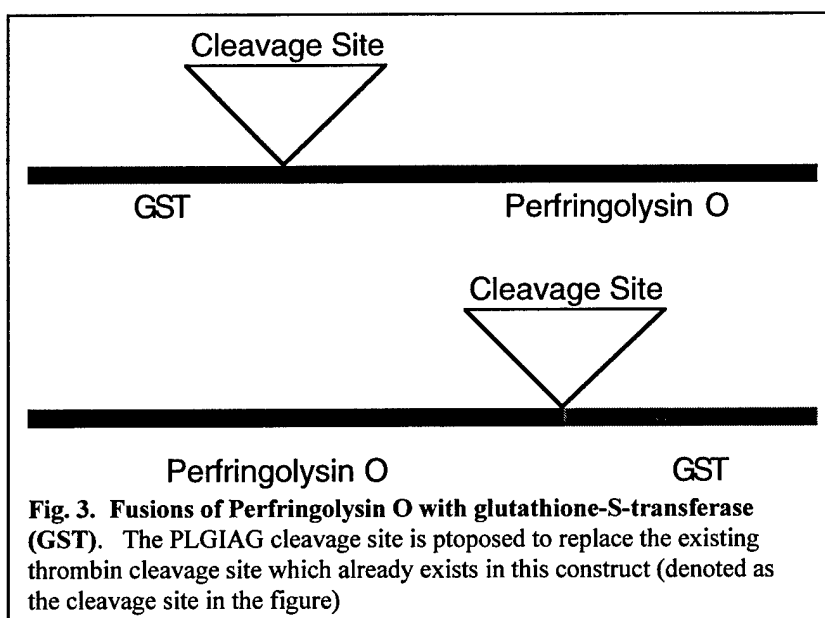 Cleavage Site
GST Perfringolysin O
Cleavage Site
Perfringolysin O GST
Fig. 3. Fusions of Perfringolysin O with glutathione-S-transferase
(GST). The PLGIAG cleavage site is ptoposed to replace the existing
thrombin cleavage site which already exists in this construct (denoted as
the cleavage site in the figure)